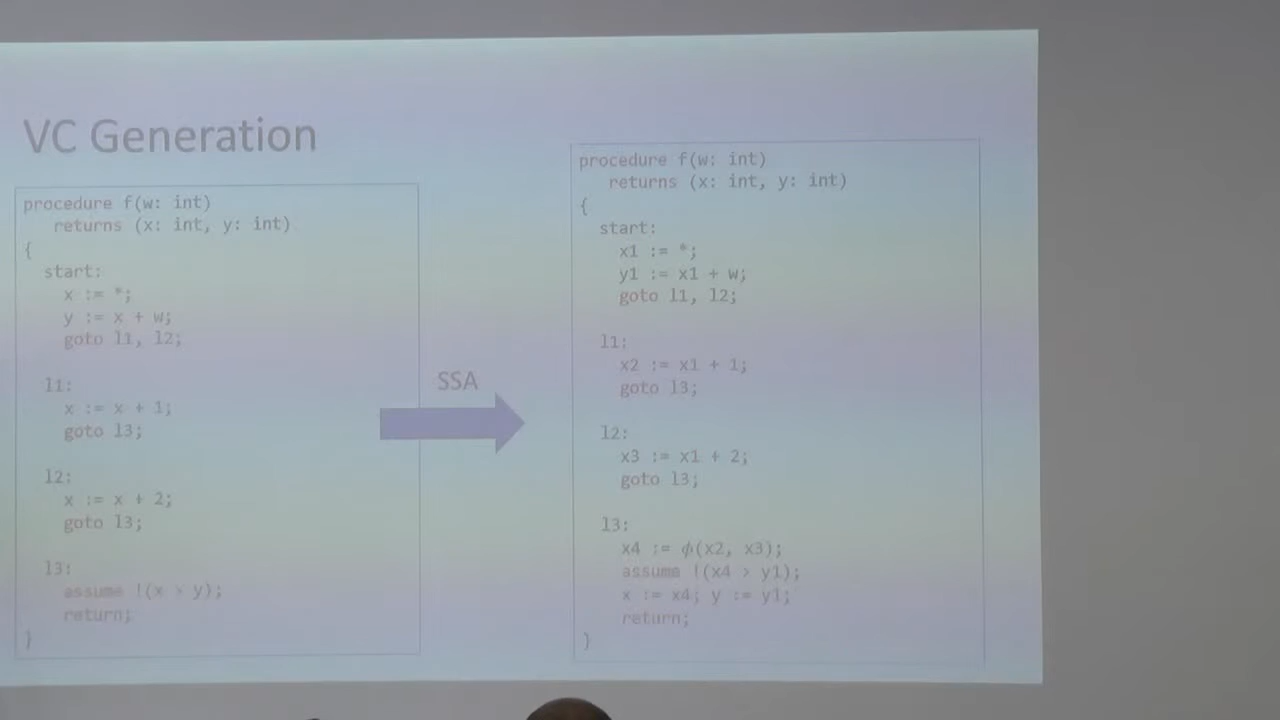 VC Generation
procedure f(w: int)
returns (x: int, y: int)
{
start:
x := *;
y := x + w;
goto l1, l2;
l1:
x := x + 1;
goto l3;
l2:
x := x + 2;
goto l3;
l3:
assume !(x > y);
return;
}
SSA
procedure f(w: int)
returns (x: int, y: int)
{
start:
x1 := *;
y1 := x1 + w;
goto l1, l2;
l1:
x2 := x1 + 1;
goto l3;
l2:
x3 := x1 + 2;
goto l3;
l3:
x4 := ϕ(x2, x3);
assume !(x4 > y1);
x := x4; y := y1;
return;
}